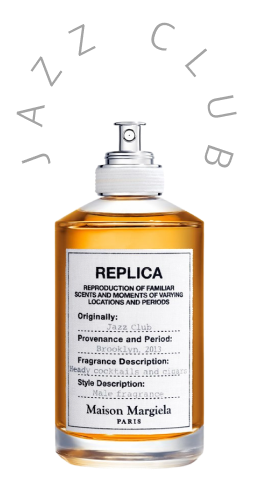 JAZZ CLUB
REPLICA
REPRODUCTION OF FAMILIAR
SCENTS AND MOMENTS OF VARYING
LOCATIONS AND PERIODS
Originally:
Jazz Club
Provenance and Period:
Brooklyn, 2013
Fragrance Description:
Heady cocktails and cigars
Style Description:
Male fragrance
Maison Margiela
PARIS